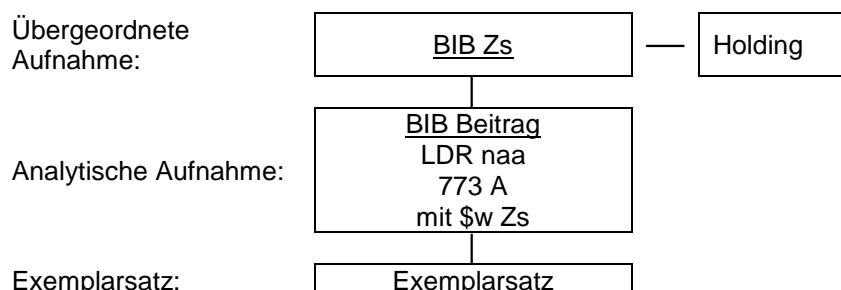 Übergeordnete
Aufnahme:
BIB Zs
Holding
BIB Beitrag
LDR naa
773 A
mit $w Zs
Analytische Aufnahme:
Exemplarsatz:
Exemplarsatz